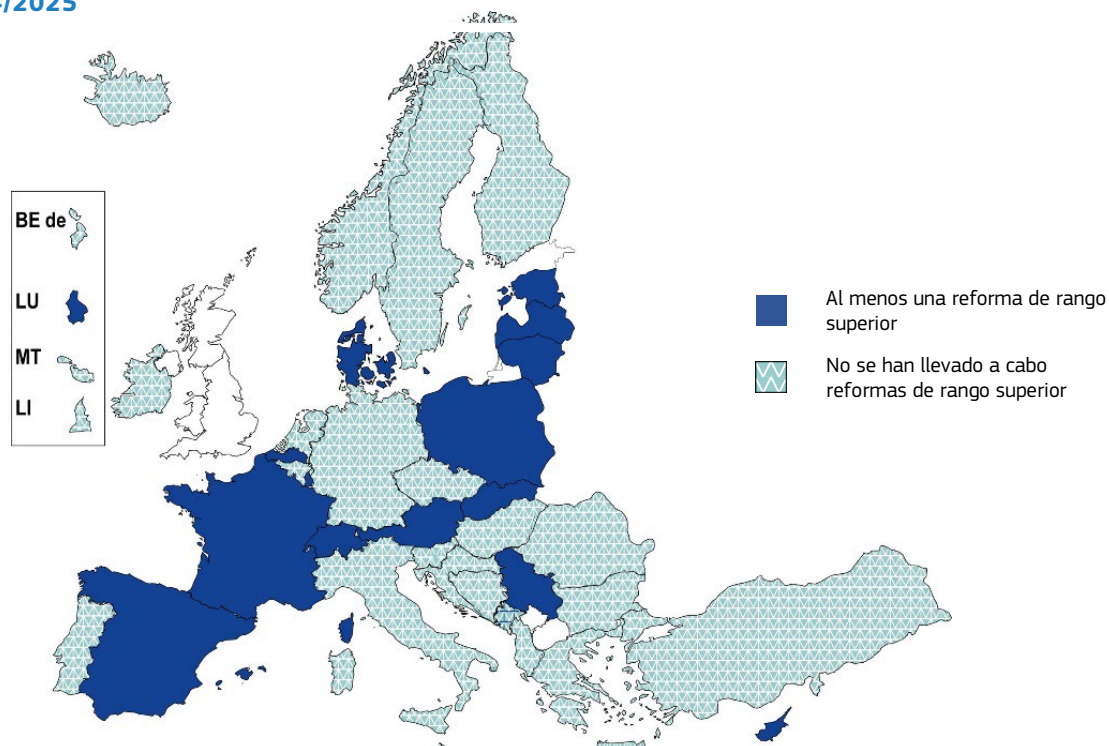 /2025
BE de
LU
MT
LI
Al menos una reforma de rango
superior
No se han llevado a cabo
reformas de rango superior